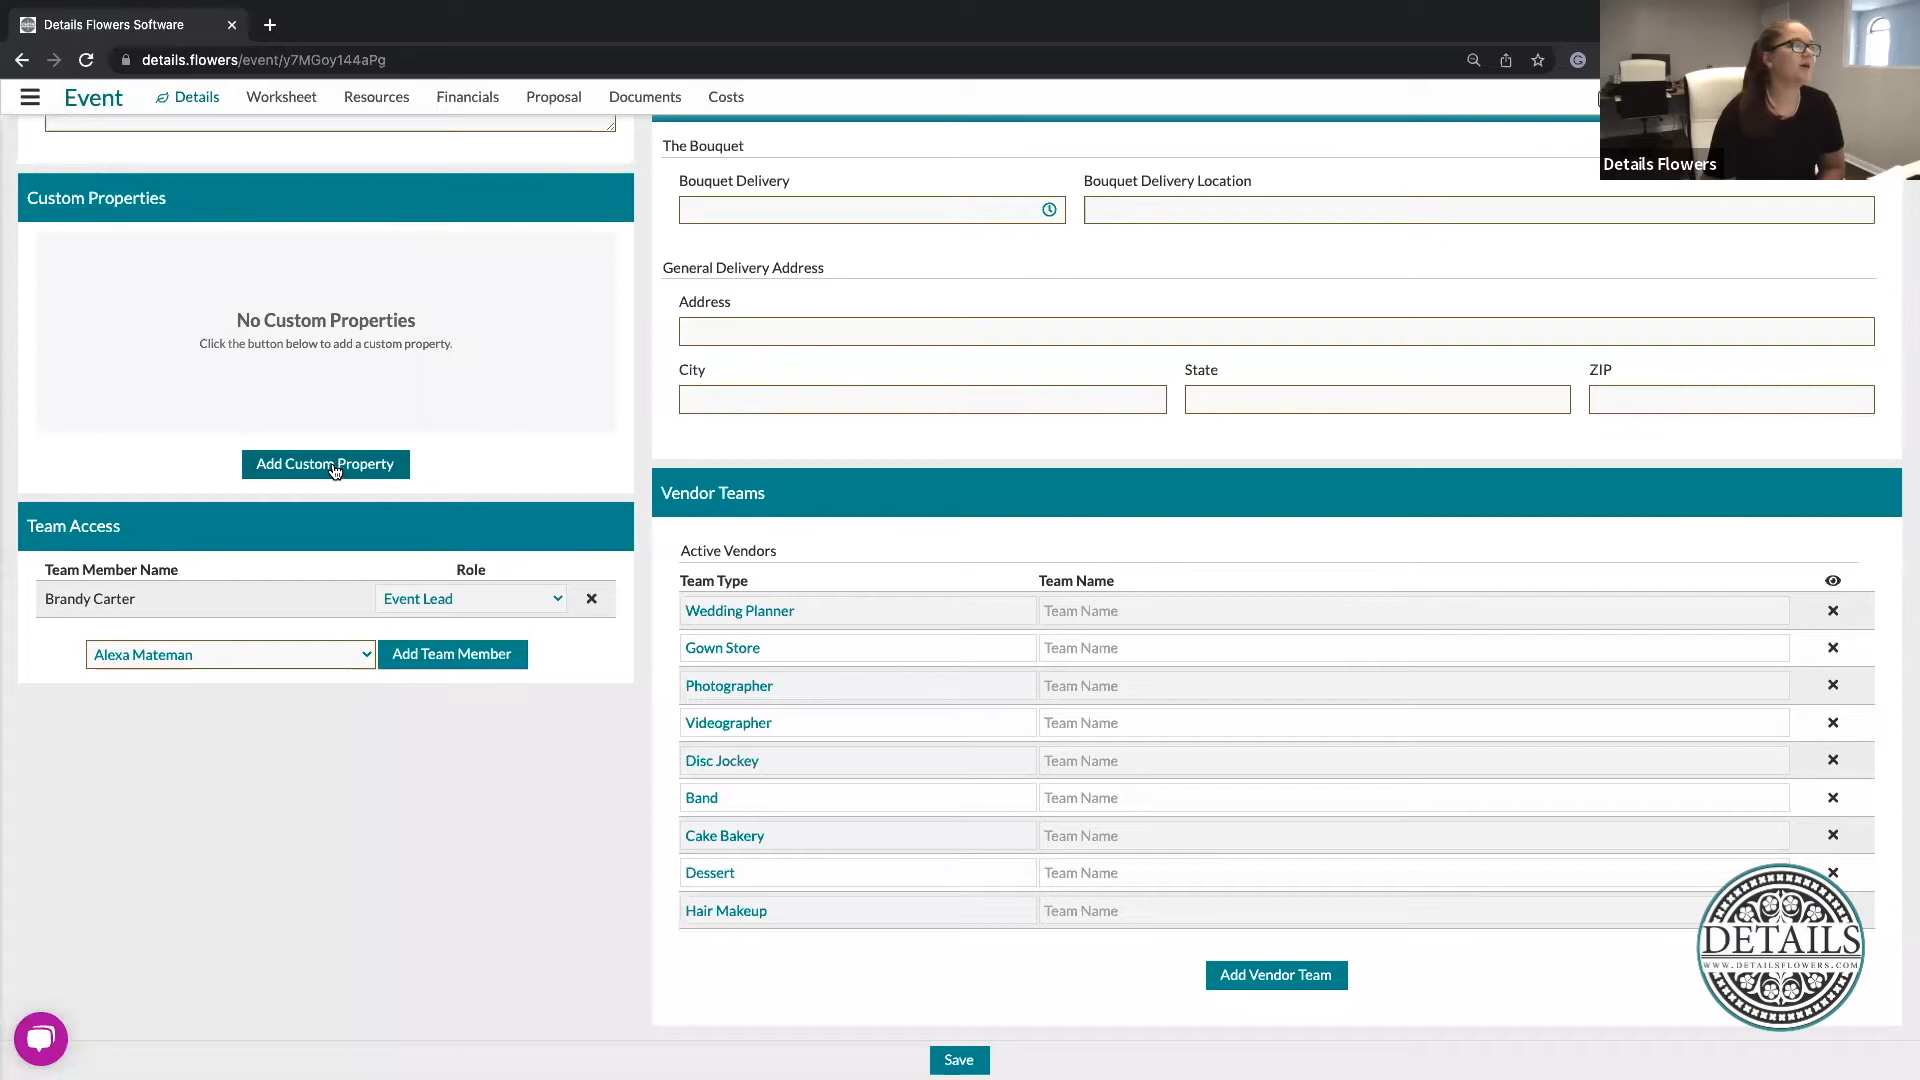 Details Flowers Software
details.flowers/event/y7MGoy144aPg
Event
Details
Worksheet
Resources
Financials
Proposal
Documents
Costs
Details Flowers
Custom Properties
No Custom Properties
Click the button below to add a custom property.
Add Custom Property
Team Access
Team Member Name
Role
Brandy Carter
Event Lead
Alexa Mateman
Add Team Member
The Bouquet
Bouquet Delivery
Bouquet Delivery Location
General Delivery Address
Address
City
State
ZIP
Vendor Teams
Active Vendors
Team Type
Team Name
Wedding Planner
Team Name
Gown Store
Team Name
Photographer
Team Name
Videographer
Team Name
Disc Jockey
Team Name
Band
Team Name
Cake Bakery
Team Name
Dessert
Team Name
Hair Makeup
Team Name
Add Vendor Team
DETAILS
WWW.DETAILSFLOWERS.COM
Save